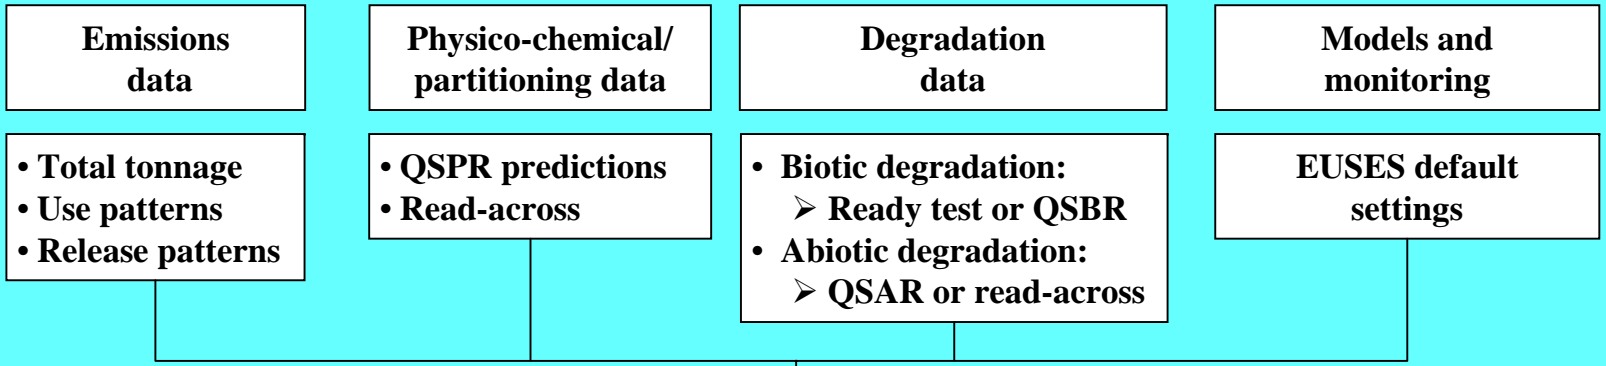 Emissions
data
Physico-chemical/
partitioning data
Degradation
data
Models and
monitoring
• Total tonnage
• Use patterns
• Release patterns
• QSPR predictions
• Read-across
• Biotic degradation:
➢ Ready test or QSBR
• Abiotic degradation:
➢ QSAR or read-across
EUSES default
settings